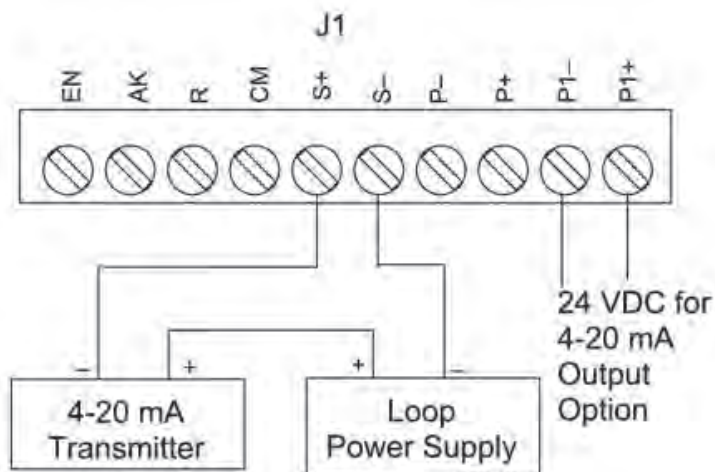 J1
EN AK R CM S+ S– P– P+ P1– P1+
24 VDC for
4-20 mA
Output
Option
– +
4-20 mA
Transmitter
+ –
Loop
Power Supply